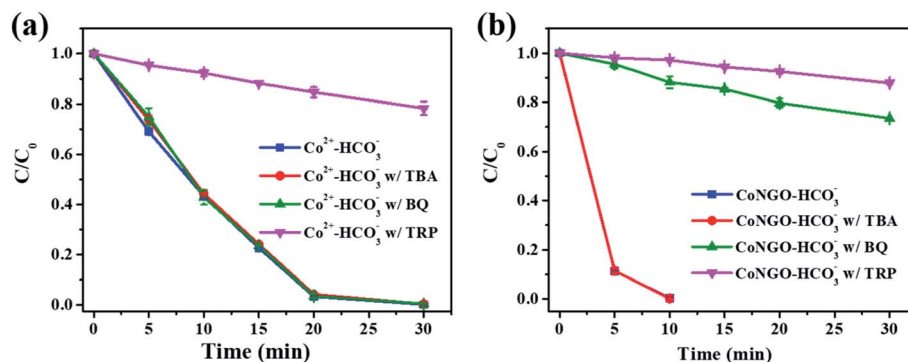 (a)
C/C₀
1.0
0.8
0.6
0.4
0.2
0.0
Co²⁺-HCO₃⁻
Co²⁺-HCO₃⁻ w/ TBA
Co²⁺-HCO₃⁻ w/ BQ
Co²⁺-HCO₃⁻ w/ TRP
0 5 10 15 20 25 30
Time (min)
(b)
C/C₀
1.0
0.8
0.6
0.4
0.2
0.0
CoNGO-HCO₃⁻
CoNGO-HCO₃⁻ w/ TBA
CoNGO-HCO₃⁻ w/ BQ
CoNGO-HCO₃⁻ w/ TRP
0 5 10 15 20 25 30
Time (min)